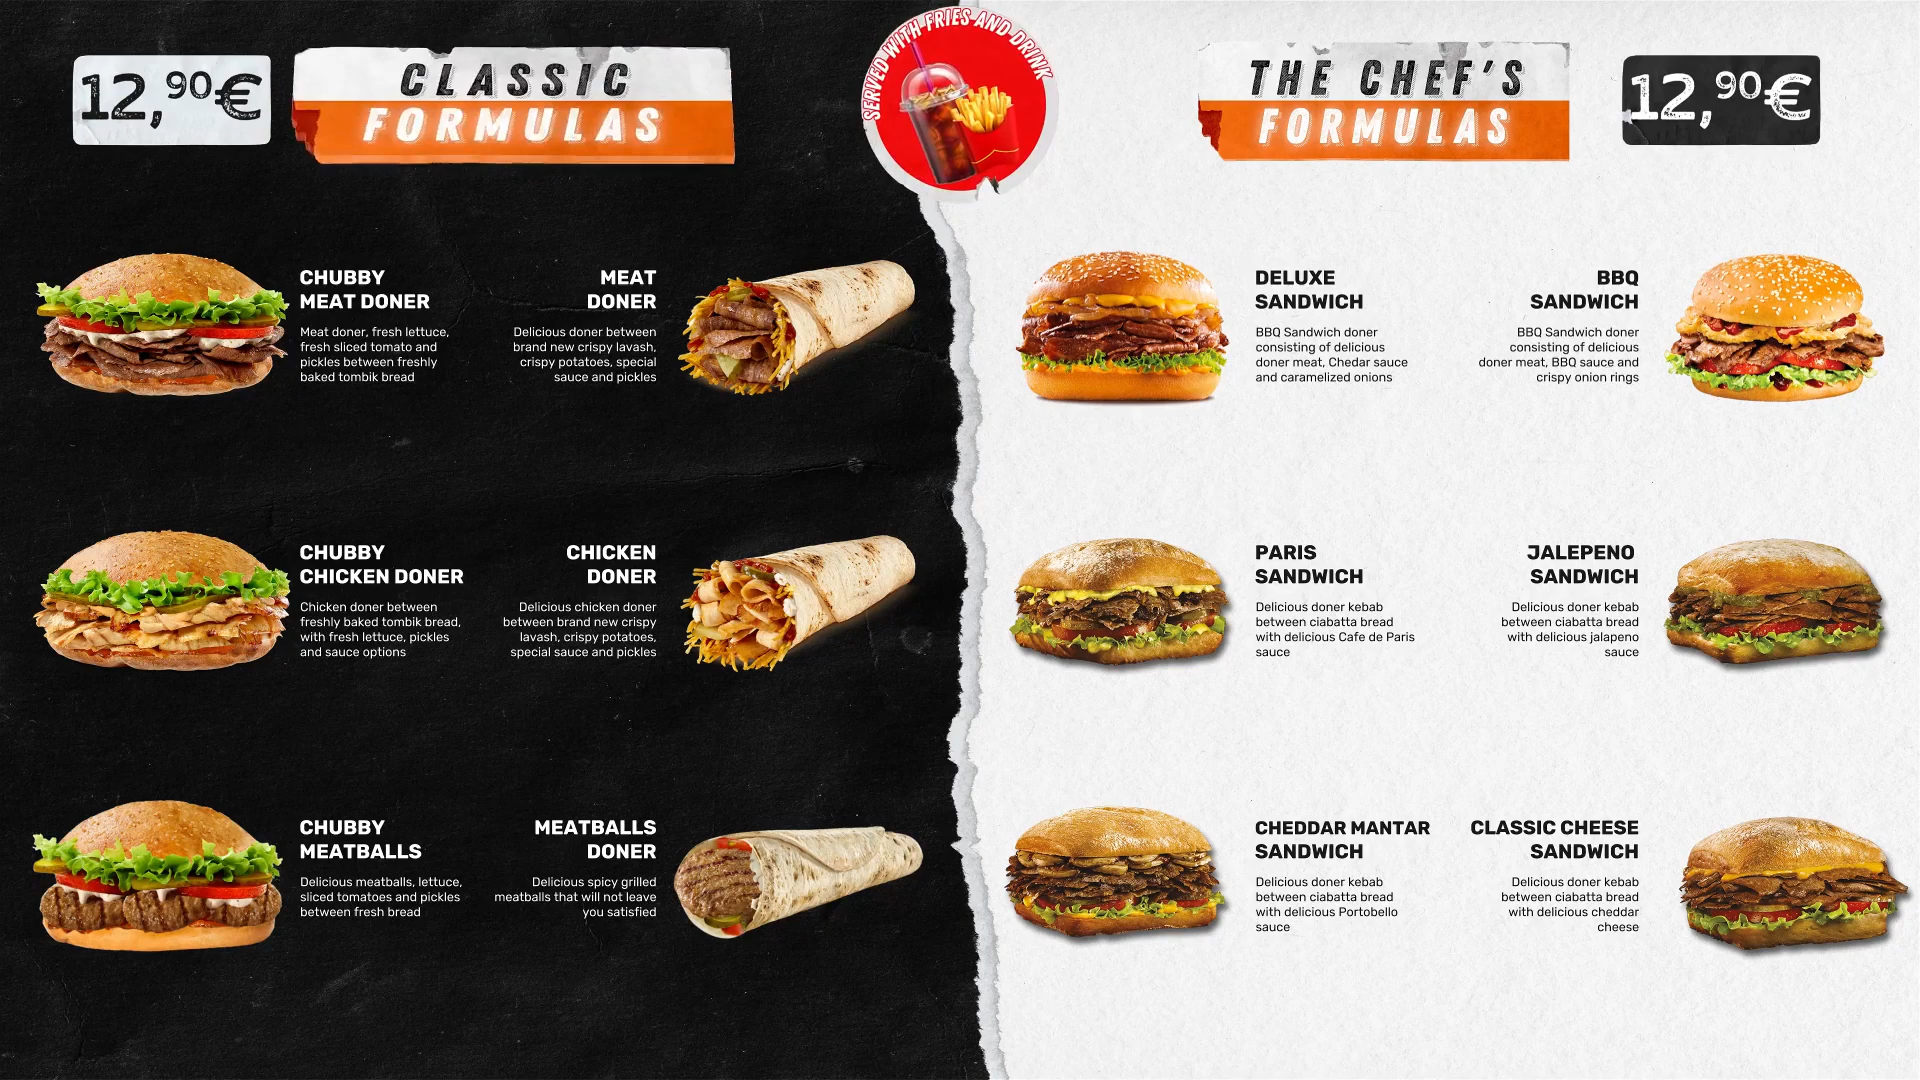 12,90€
CLASSIC
FORMULAS
SERVED WITH FRIES AND DRINK
THE CHEF'S
FORMULAS
12,90€
CHUBBY
MEAT DONER
Meat doner, fresh lettuce,
fresh sliced tomato and
pickles between freshly
baked tombik bread
MEAT
DONER
Delicious doner between
brand new crispy lavash,
crispy potatoes, special
sauce and pickles
DELUXE
SANDWICH
BBQ Sandwich doner
consisting of delicious
doner meat, Chedar sauce
and caramelized onions
BBQ
SANDWICH
BBQ Sandwich doner
consisting of delicious
doner meat, BBQ sauce and
crispy onion rings
CHUBBY
CHICKEN DONER
Chicken doner between
freshly baked tombik bread,
with fresh lettuce, pickles
and sauce options
CHICKEN
DONER
Delicious chicken doner
between brand new crispy
lavash, crispy potatoes,
special sauce and pickles
PARIS
SANDWICH
Delicious doner kebab
between ciabatta bread
with delicious Cafe de Paris
sauce
JALEPENO
SANDWICH
Delicious doner kebab
between ciabatta bread
with delicious jalapeno
sauce
CHUBBY
MEATBALLS
Delicious meatballs, lettuce,
sliced tomatoes and pickles
between fresh bread
MEATBALLS
DONER
Delicious spicy grilled
meatballs that will not leave
you satisfied
CHEDDAR MANTAR
SANDWICH
Delicious doner kebab
between ciabatta bread
with delicious Portobello
sauce
CLASSIC CHEESE
SANDWICH
Delicious doner kebab
between ciabatta bread
with delicious cheddar
cheese